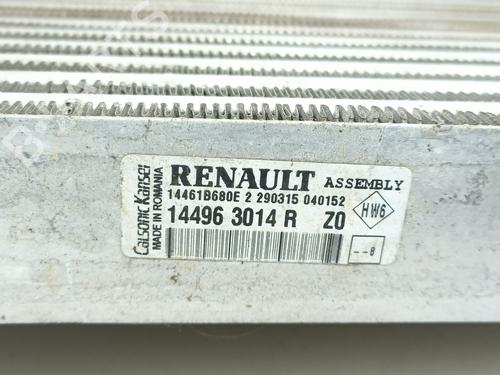 RENAULT ASSEMBLY
14461B680E 2 290315 040152
14496 3014 R Z0
HW6
--8
Calsonic Kansei
MADE IN ROMANIA